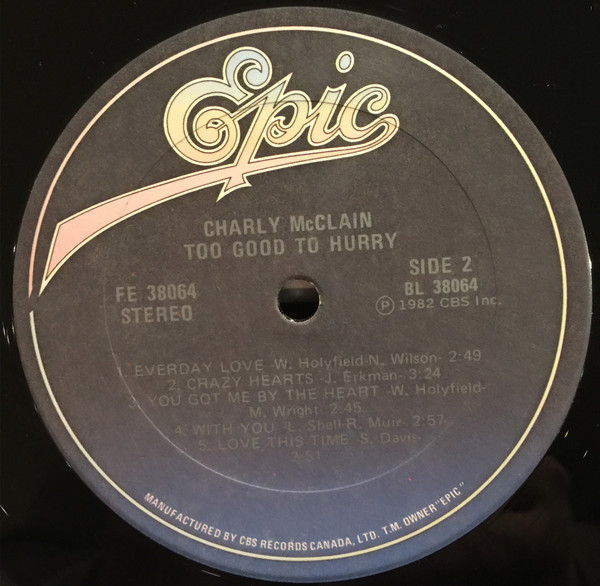 Epic
CHARLY McCLAIN
TOO GOOD TO HURRY
FE 38064
STEREO
SIDE 2
BL 38064
Ⓟ 1982 CBS Inc.
1. EVERDAY LOVE -W. Holyfield-N. Wilson- 2:49
2. CRAZY HEARTS -J. Erkman- 3:24
3. YOU GOT ME BY THE HEART -W. Holyfield-
M. Wright- 2:45
4. WITH YOU -L. Shell-R. Muir- 2:57
5. LOVE THIS TIME -S. Davis-
2:51
MANUFACTURED BY CBS RECORDS CANADA, LTD. T.M. OWNER "EPIC"